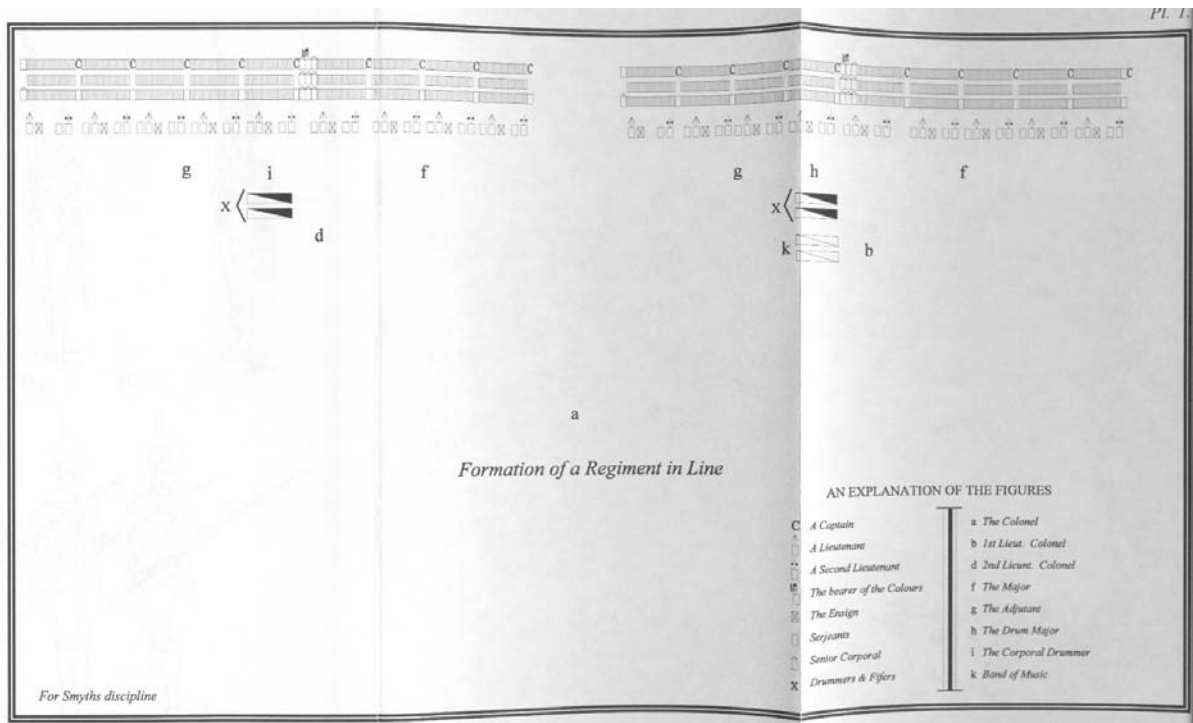 Pl. 1.
C C C C C C C C C C C C C C C C C C
g i f g h f
X X
d k b
a
Formation of a Regiment in Line
AN EXPLANATION OF THE FIGURES
C A Captain
A Lieutenant
A Second Lieutenant
The bearer of the Colours
The Ensign
Serjeants
Senior Corporal
X Drummers & Fifers
a The Colonel
b 1st Lieut. Colonel
d 2nd Lieunt. Colonel
f The Major
g The Adjutant
h The Drum Major
i The Corporal Drummer
k Band of Music
For Smyths discipline